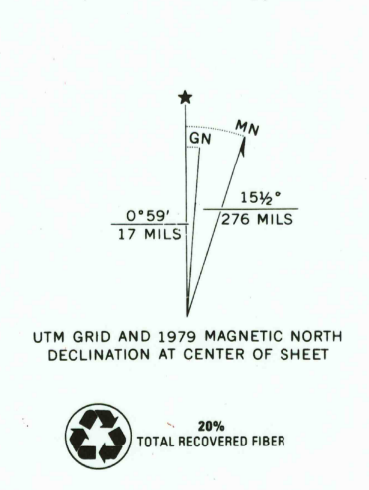 ★
MN
GN
0°59'
17 MILS
15½°
276 MILS
UTM GRID AND 1979 MAGNETIC NORTH
DECLINATION AT CENTER OF SHEET
20%
TOTAL RECOVERED FIBER